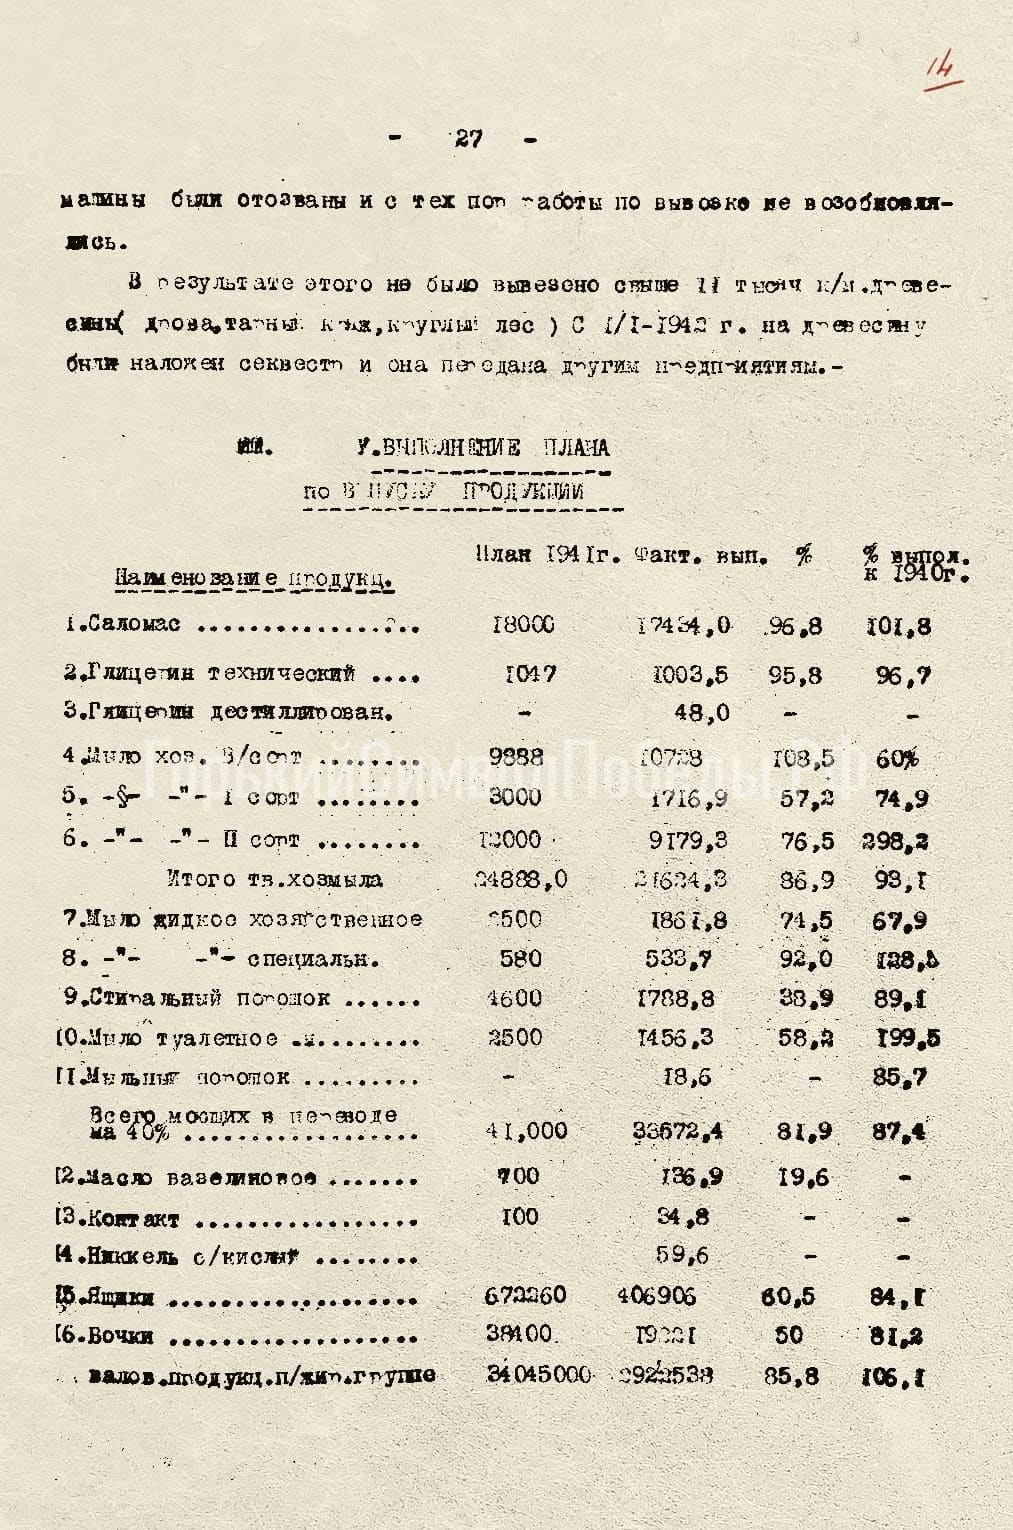 14
- 27 -
машины были отозваны и с тех пор работы по вывозке не возобновля-
лись.
В результате этого не было вывезено свыше 11 тысяч к/м.древе-
сины( дрова,тарный кряж,круглый лес ) С I/I-1942 г. на древесину
были наложен секвестр и она передана другим предприятиям.-
У.ВЫПОЛНЕНИЕ ПЛАНА
по ВЫПУСКУ ПРОДУКЦИИ
Наименование продукц. План 1941г. Факт. вып. % % выпол. к 1940г.
1.Саломас ................ 18000 17434,0 96,8 101,8
2.Глицерин технический .... 1047 1003,5 95,8 96,7
3.Глицерин дестиллирован. - 48,0 - -
4.Мыло хоз. В/сорт ........ 9888 10728 108,5 60%
5. -§- -"- I сорт ........ 3000 1716,9 57,2 74,9
6. -"- -"- II сорт ........ 12000 9179,3 76,5 298,2
Итого тв.хозмыла 24888,0 21624,3 86,9 93,1
7.Мыло жидкое хозяйственное 2500 1861,8 74,5 67,9
8. -"- -"- специальн. 580 533,7 92,0
9.Стиральный порошок ...... 4600 1788,8 38,9 89,1
10.Мыло туалетное .......... 2500 1456,3 58,2 199,5
11.Мыльный порошок ......... - 18,6 - 85,7
Всего моющих в переводе
на 40% .................. 41,000 33672,4 81,9 87,4
12.Масло вазелиновое ....... 700 136,9 19,6 -
13.Контакт ................. 100 34,8 - -
14.Никкель с/кислый ........ 59,6 - -
15.Ящики ................... 672260 406906 60,5 84,1
16.Бочки ................... 38400. 19221 50 81,2
валов.продукц.п/жир.группе 34045000 85,8 106,1
ГорькийСимволПобеды.РФ